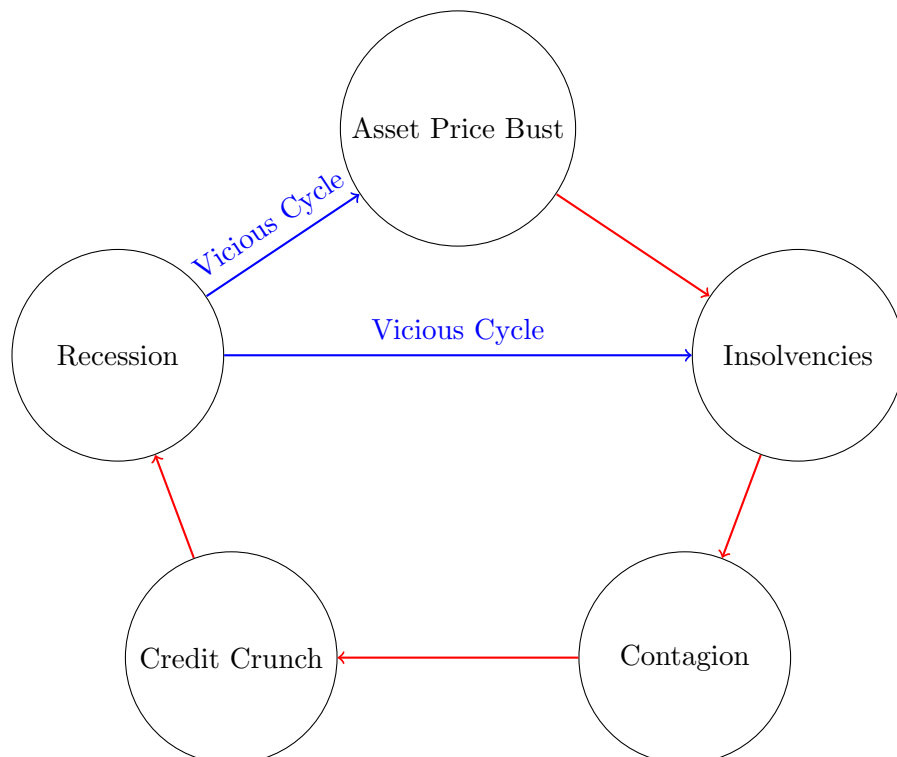 Asset Price Bust
Vicious Cycle
Vicious Cycle
Recession
Insolvencies
Credit Crunch
Contagion